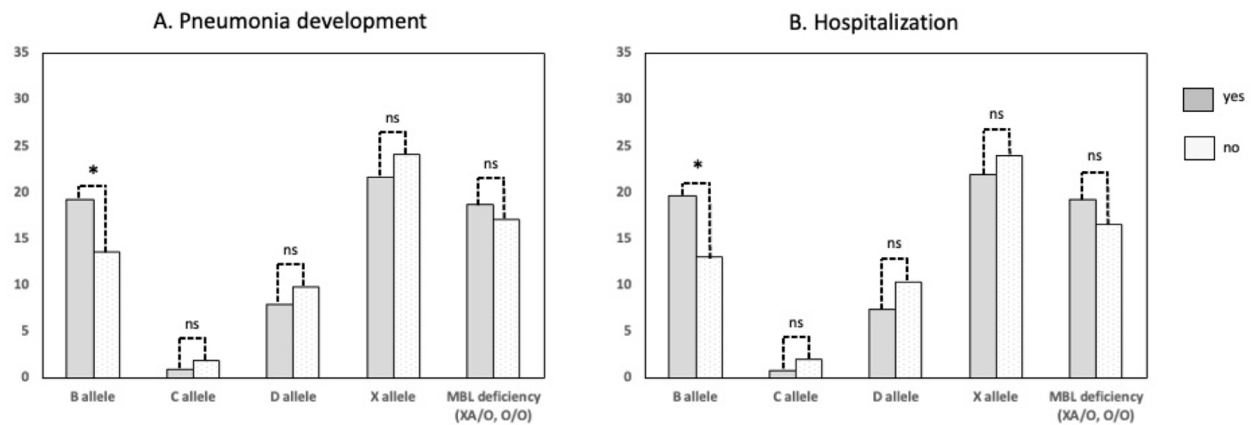 A. Pneumonia development
35
30
25
20
15
10
5
0
*
ns
ns
ns
ns
B allele
C allele
D allele
X allele
MBL deficiency
(XA/O, O/O)
B. Hospitalization
35
30
25
20
15
10
5
0
*
ns
ns
ns
ns
B allele
C allele
D allele
X allele
MBL deficiency
(XA/O, O/O)
yes
no